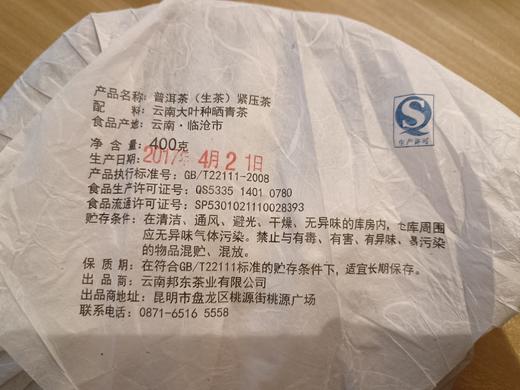 产品名称: 普洱茶（生茶）紧压茶
配 料: 云南大叶种晒青茶
食品产地: 云南·临沧市
净 含 量: 400克
生产日期: 2017年 4月 21日
产品执行标准号: GB/T22111-2008
食品生产许可证号: QS5335 1401 0780
食品流通许可证号: SP5301021110028393
贮存条件: 在清洁、通风、避光、干燥、无异味的库房内, 仓库周围
应无异味气体污染。禁止与有毒、有害、有异味、易污染
的物品混贮、混放。
保 质 期: 在符合GB/T22111标准的贮存条件下, 适宜长期保存。
出 品 商: 云南邦东茶业有限公司
出品商地址: 昆明市盘龙区桃源街桃源广场
联系电话: 0871-6516 5558
QS
生产许可